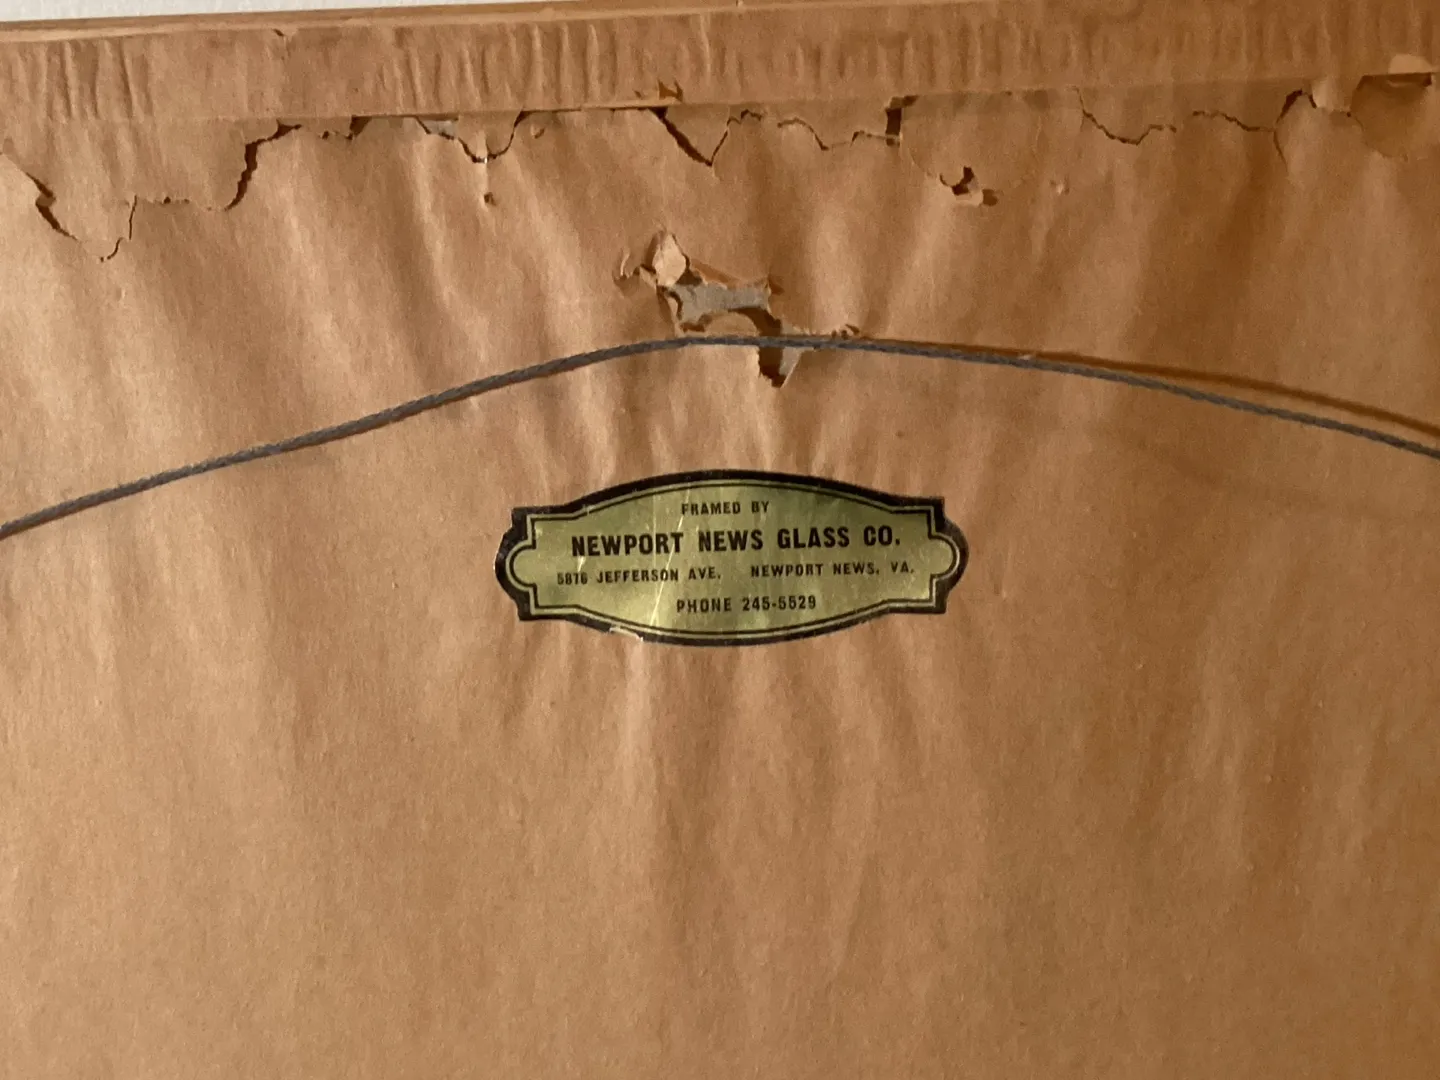 FRAMED BY
NEWPORT NEWS GLASS CO.
5876 JEFFERSON AVE. NEWPORT NEWS, VA.
PHONE 245-5529